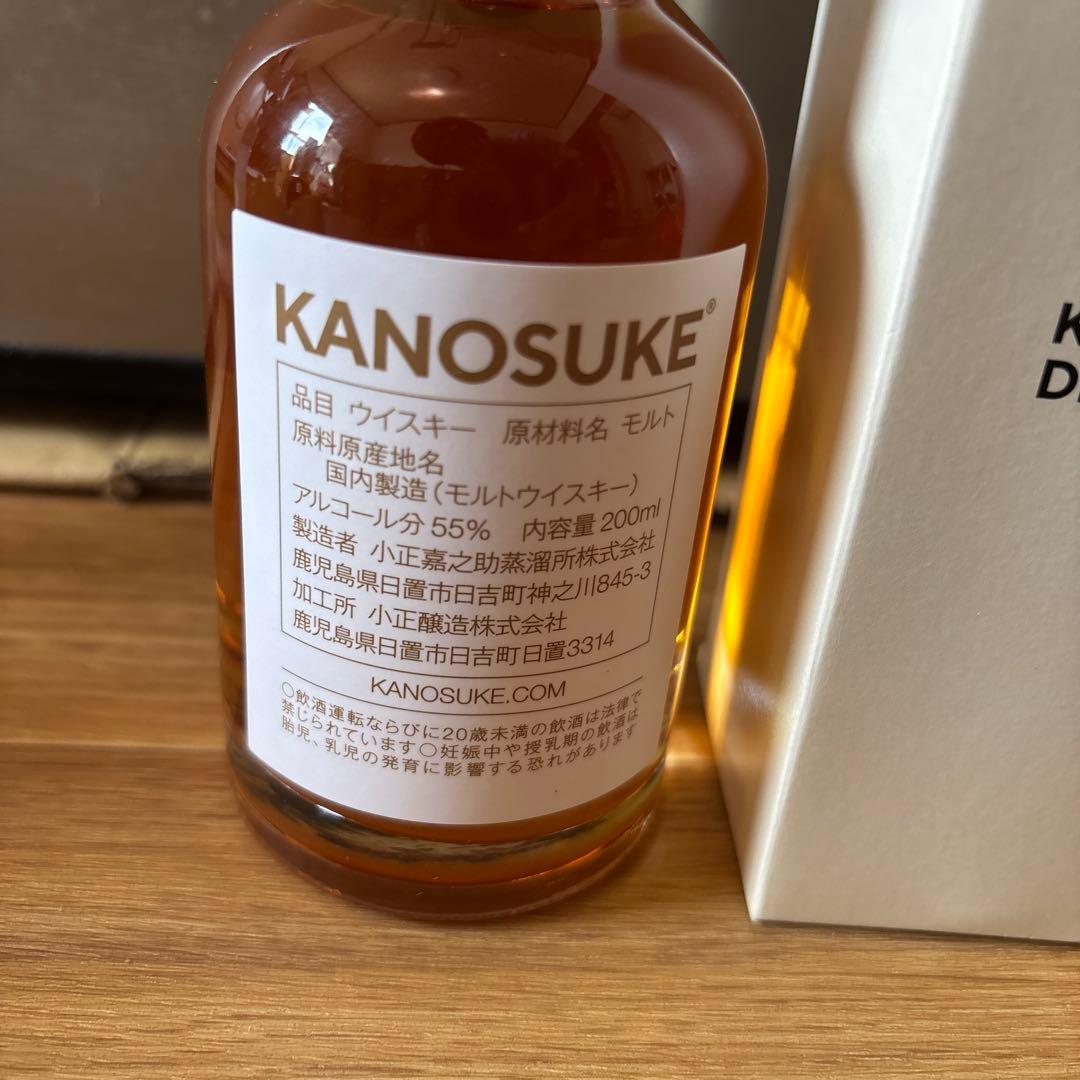 KANOSUKE®
品目 ウイスキー 原材料名 モルト
原料原産地名
国内製造(モルトウイスキー)
アルコール分 55% 内容量 200ml
製造者 小正嘉之助蒸溜所株式会社
鹿児島県日置市日吉町神之川845-3
加工所 小正醸造株式会社
鹿児島県日置市日吉町日置3314
KANOSUKE.COM
○飲酒運転ならびに20歳未満の飲酒は法律で
禁じられています○妊娠中や授乳期の飲酒は
胎児、乳児の発育に影響する恐れがあります